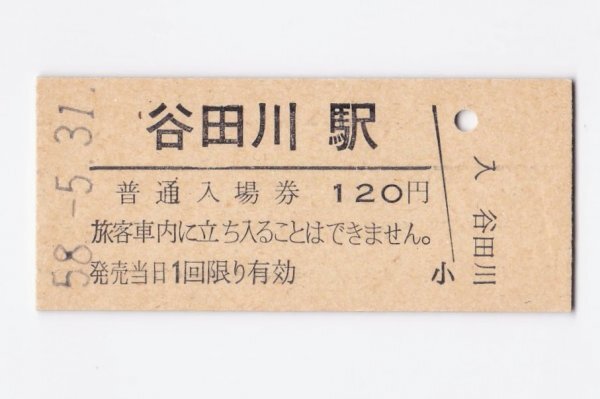 58-5.31.
谷田川駅
普通入場券 120円
旅客車内に立ち入ることはできません。
発売当日1回限り有効
小
入 谷田川